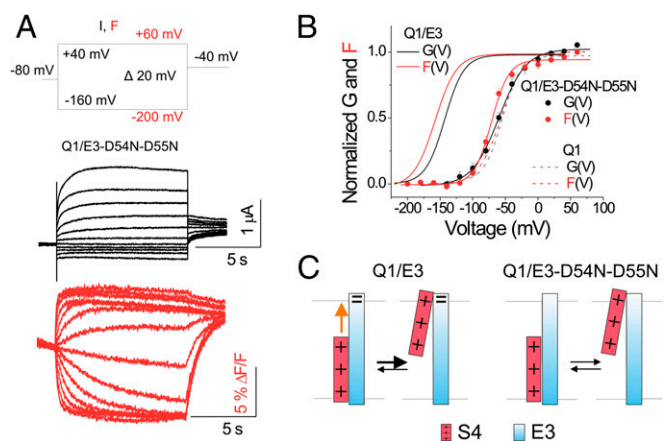 A
I, F
+60 mV
-40 mV
+40 mV
-80 mV
Δ 20 mV
-160 mV
-200 mV
Q1/E3-D54N-D55N
1 μA
5 s
5 % ΔF/F
5 s
B
Normalized G and F
1.0
0.5
0.0
-200 -150 -100 -50 0 50 100
Voltage (mV)
Q1/E3
G(V)
F(V)
Q1/E3-D54N-D55N
G(V)
F(V)
Q1
G(V)
F(V)
C
Q1/E3 Q1/E3-D54N-D55N
=
+
+
+
+
+
+
=
+
+
+
+
+
+
S4 E3